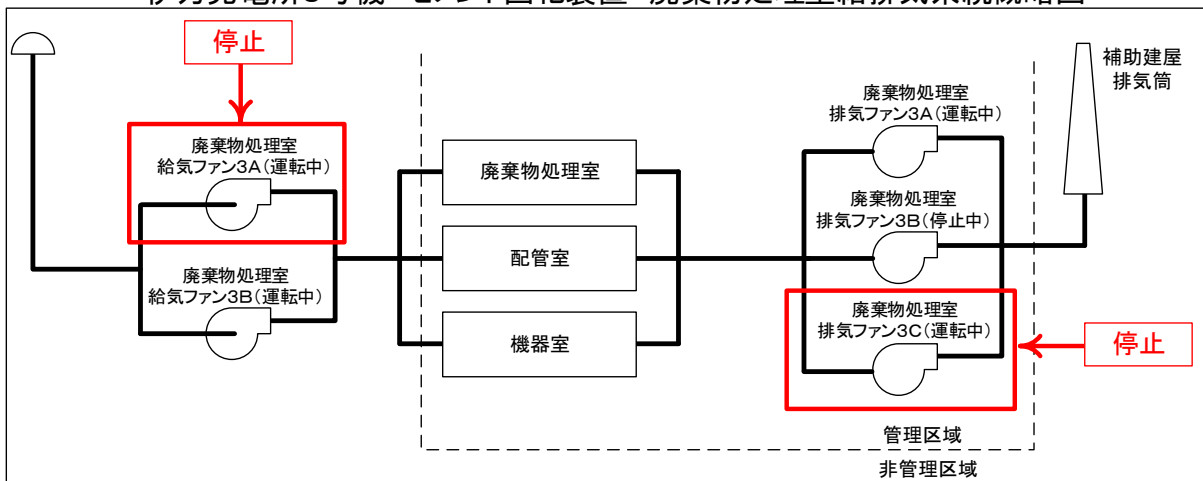 停止
補助建屋
排気筒
廃棄物処理室
給気ファン3A(運転中)
廃棄物処理室
給気ファン3B(運転中)
廃棄物処理室
配管室
機器室
廃棄物処理室
排気ファン3A(運転中)
廃棄物処理室
排気ファン3B(停止中)
廃棄物処理室
排気ファン3C(運転中)
停止
管理区域
非管理区域